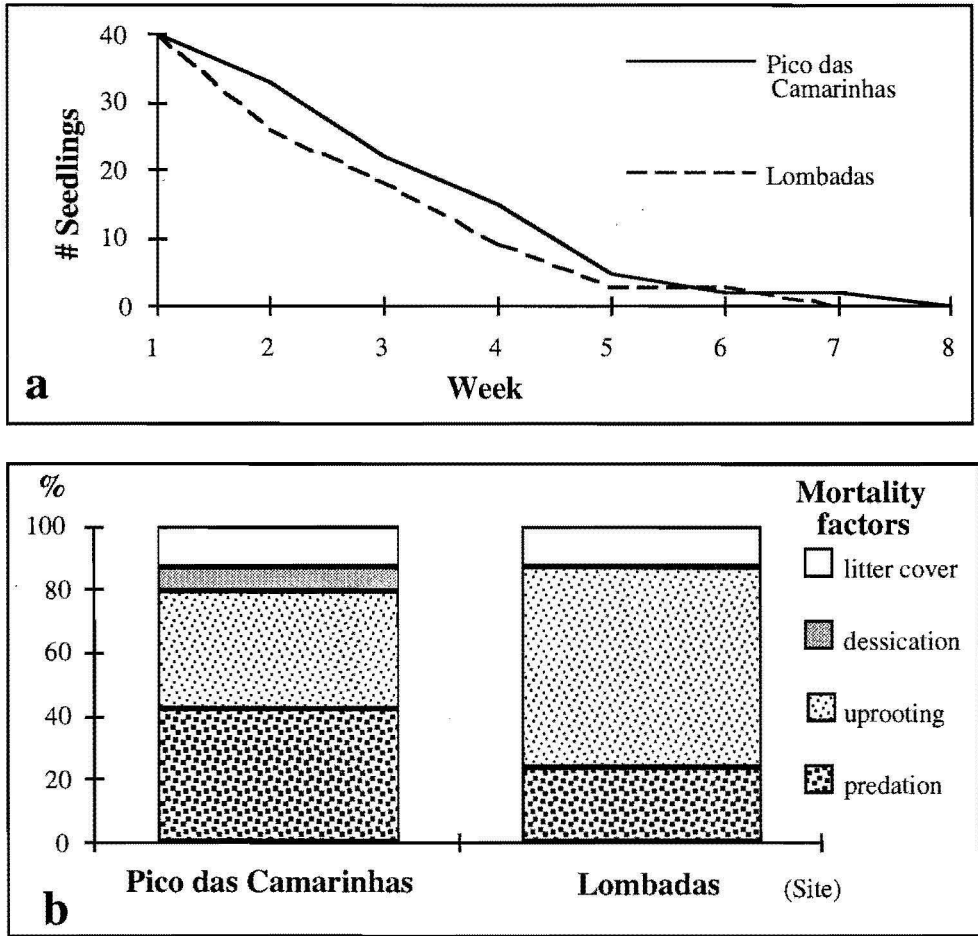 40
30
20
10
0
# Seedlings
Pico das
Camarinhas
Lombadas
1 2 3 4 5 6 7 8
Week
a
%
100
80
60
40
20
0
Mortality
factors
litter cover
dessication
uprooting
predation
Pico das Camarinhas
Lombadas
(Site)
b